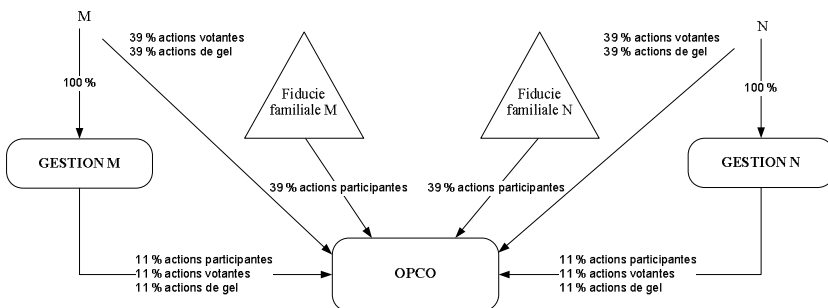 M
39 % actions votantes
39 % actions de gel
39 % actions votantes
39 % actions de gel
N
100 %
Fiducie
familiale M
Fiducie
familiale N
100 %
GESTION M
GESTION N
39 % actions participantes
39 % actions participantes
11 % actions participantes
11 % actions votantes
11 % actions de gel
OPCO
11 % actions participantes
11 % actions votantes
11 % actions de gel